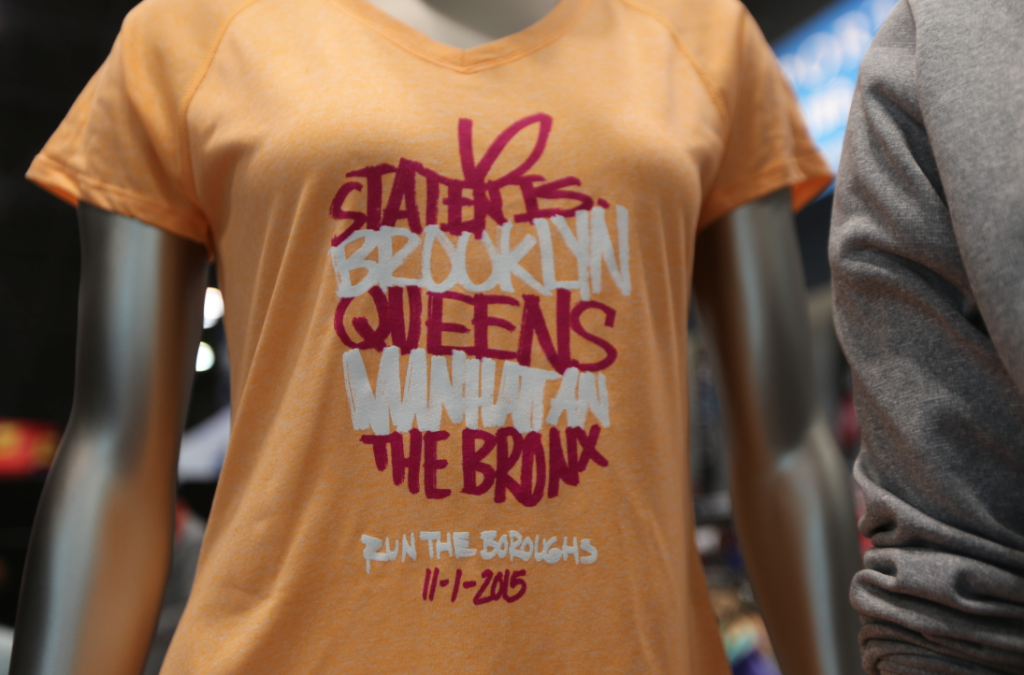 STATEN IS.
BROOKLYN
QUEENS
MANHATTAN
THE BRONX
RUN THE BOROUGHS
11-1-2015